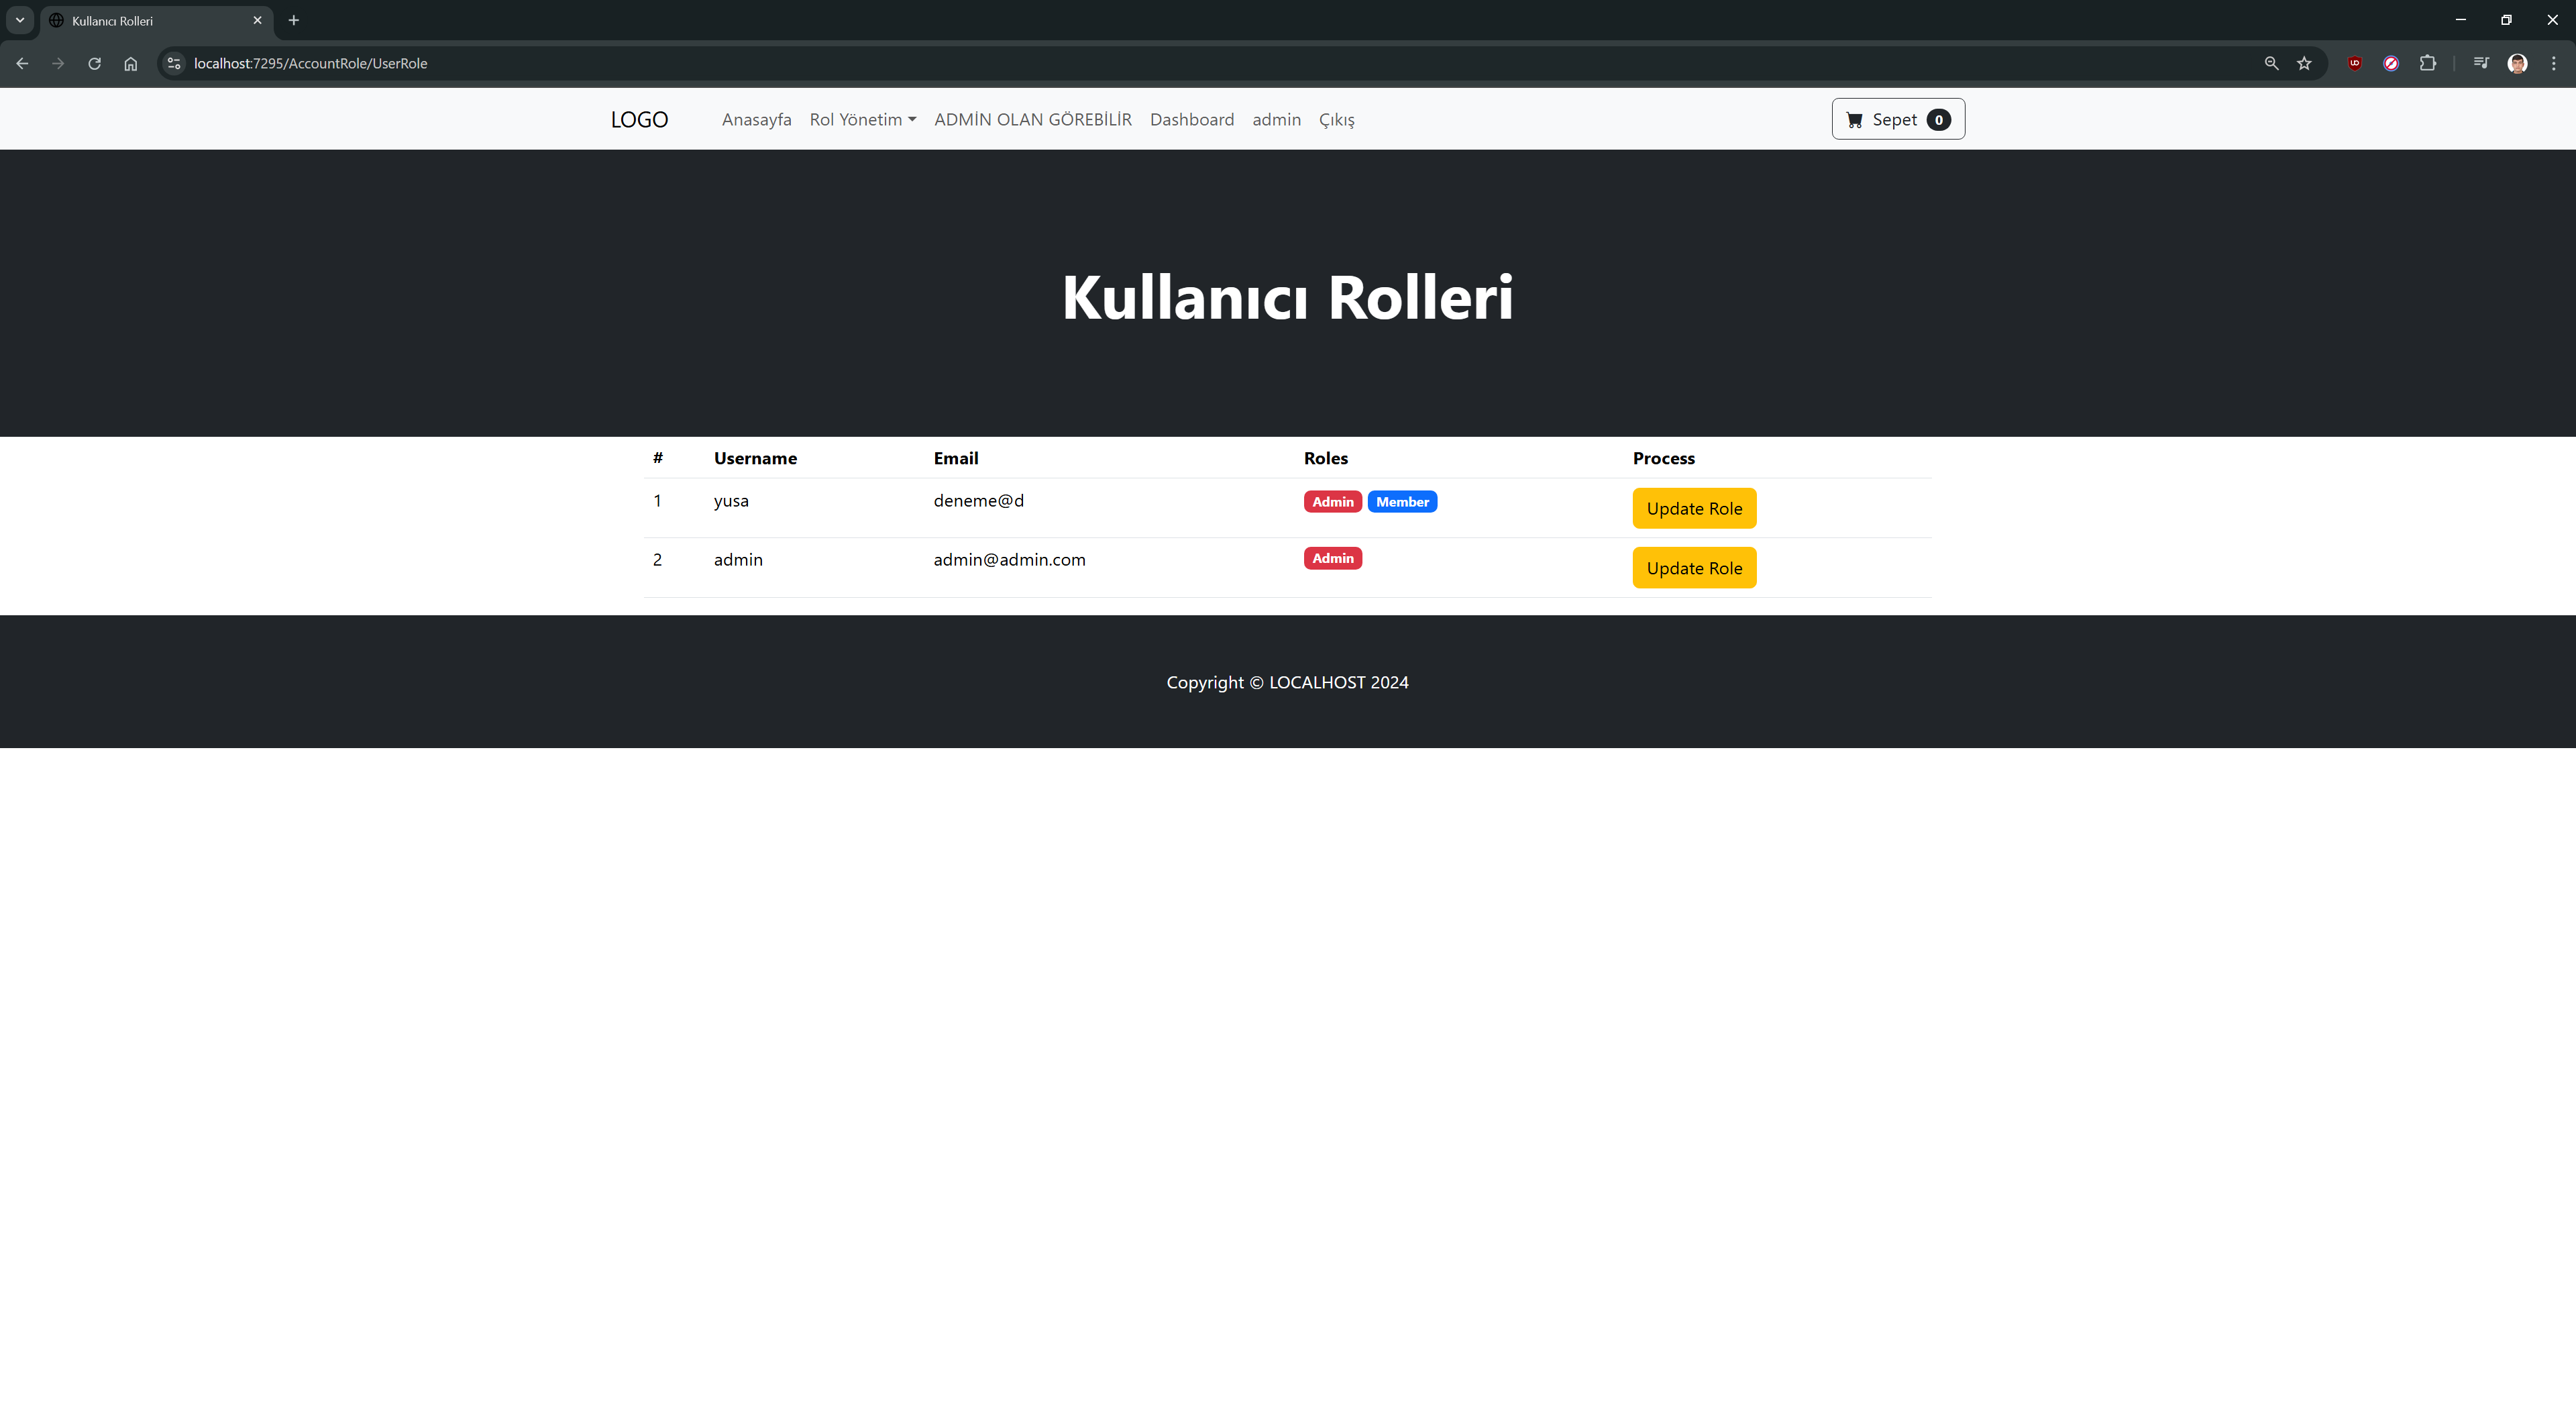 Kullanıcı Rolleri
localhost:7295/AccountRole/UserRole
LOGO Anasayfa Rol Yönetim ADMİN OLAN GÖREBİLİR Dashboard admin Çıkış Sepet 0
Kullanıcı Rolleri
# Username Email Roles Process
1 yusa deneme@d Admin Member Update Role
2 admin admin@admin.com Admin Update Role
Copyright © LOCALHOST 2024